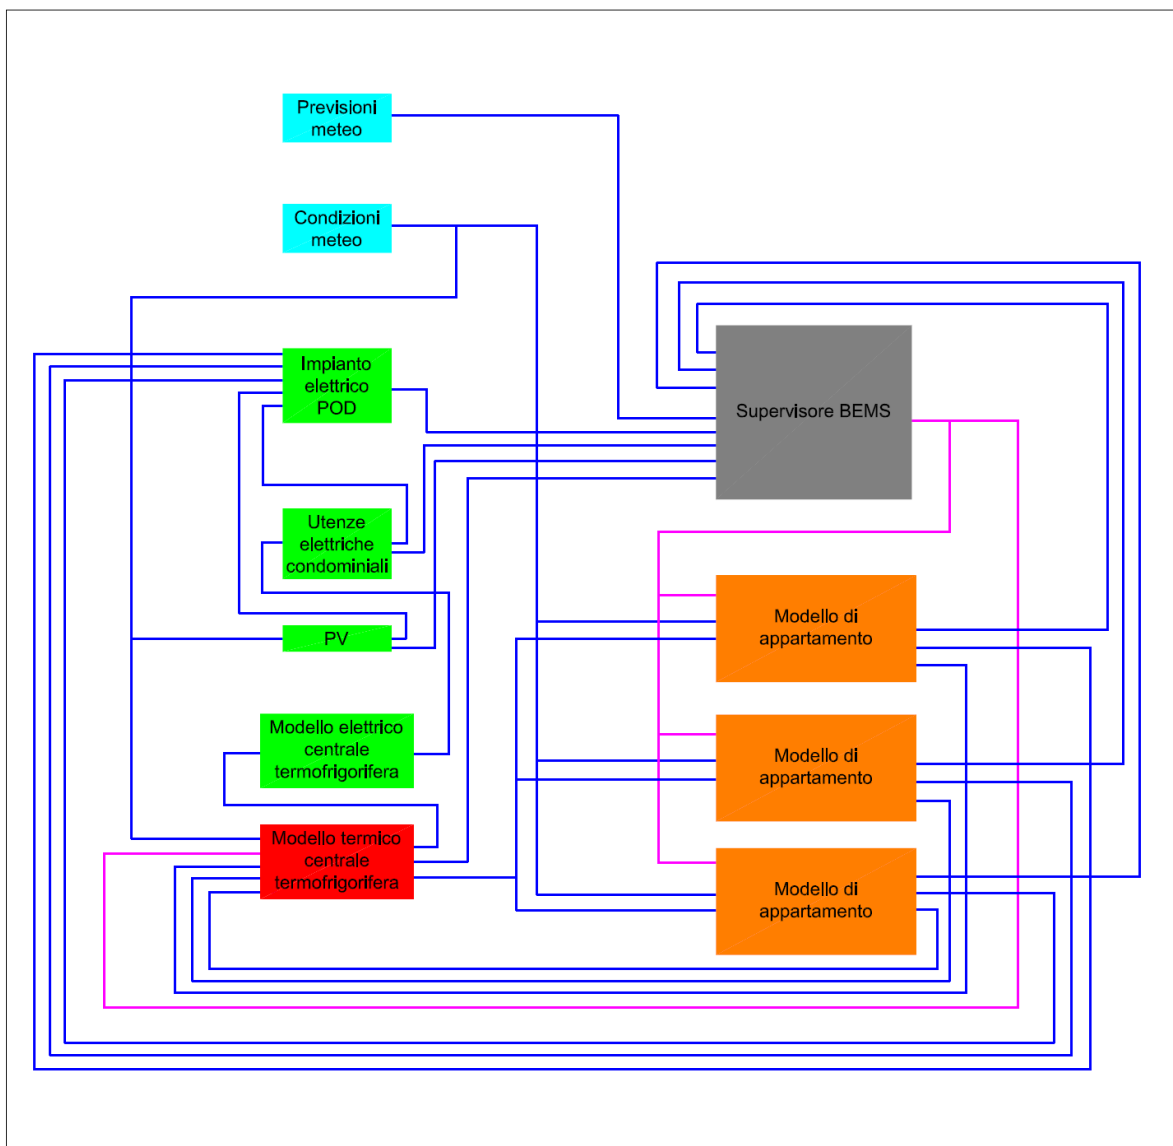 Previsioni
meteo
Condizioni
meteo
Impianto
elettrico
POD
Supervisore BEMS
Utenze
elettriche
condominiali
PV
Modello di
appartamento
Modello elettrico
centrale
termofrigorifera
Modello di
appartamento
Modello termico
centrale
termofrigorifera
Modello di
appartamento